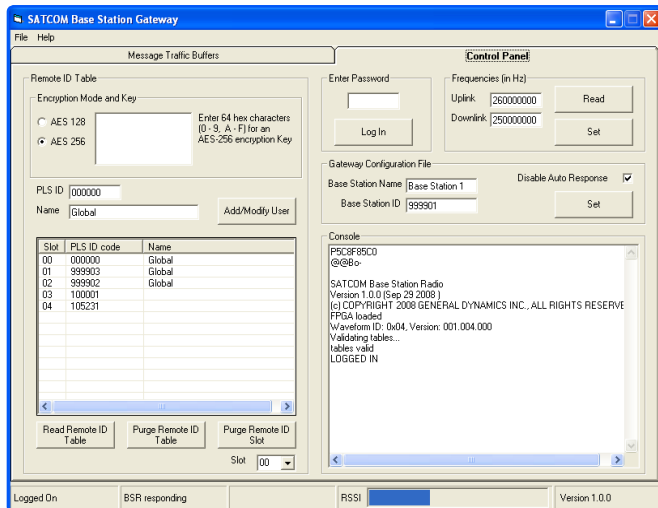 SATCOM Base Station Gateway
File Help
Message Traffic Buffers
Control Panel
Remote ID Table
Encryption Mode and Key
AES 128
AES 256
Enter 64 hex characters
(0 - 9, A - F) for an
AES-256 encryption Key
PLS ID 000000
Name Global
Add/Modify User
Slot PLS ID code Name
00 000000 Global
01 999903 Global
02 999902 Global
03 100001
04 105231
Read Remote ID
Table
Purge Remote ID
Table
Purge Remote ID
Slot
Slot 00
Enter Password
Log In
Frequencies (in Hz)
Uplink 260000000
Read
Downlink 250000000
Set
Gateway Configuration File
Base Station Name Base Station 1
Disable Auto Response
Base Station ID 999901
Set
Console
P5C8F85C0
@@Bo-
SATCOM Base Station Radio
Version 1.0.0 (Sep 29 2008 )
(c) COPYRIGHT 2008 GENERAL DYNAMICS INC., ALL RIGHTS RESERVE
FPGA loaded
Waveform ID: 0x04, Version: 001.004.000
Validating tables...
tables valid
LOGGED IN
Logged On
BSR responding
RSSI
Version 1.0.0